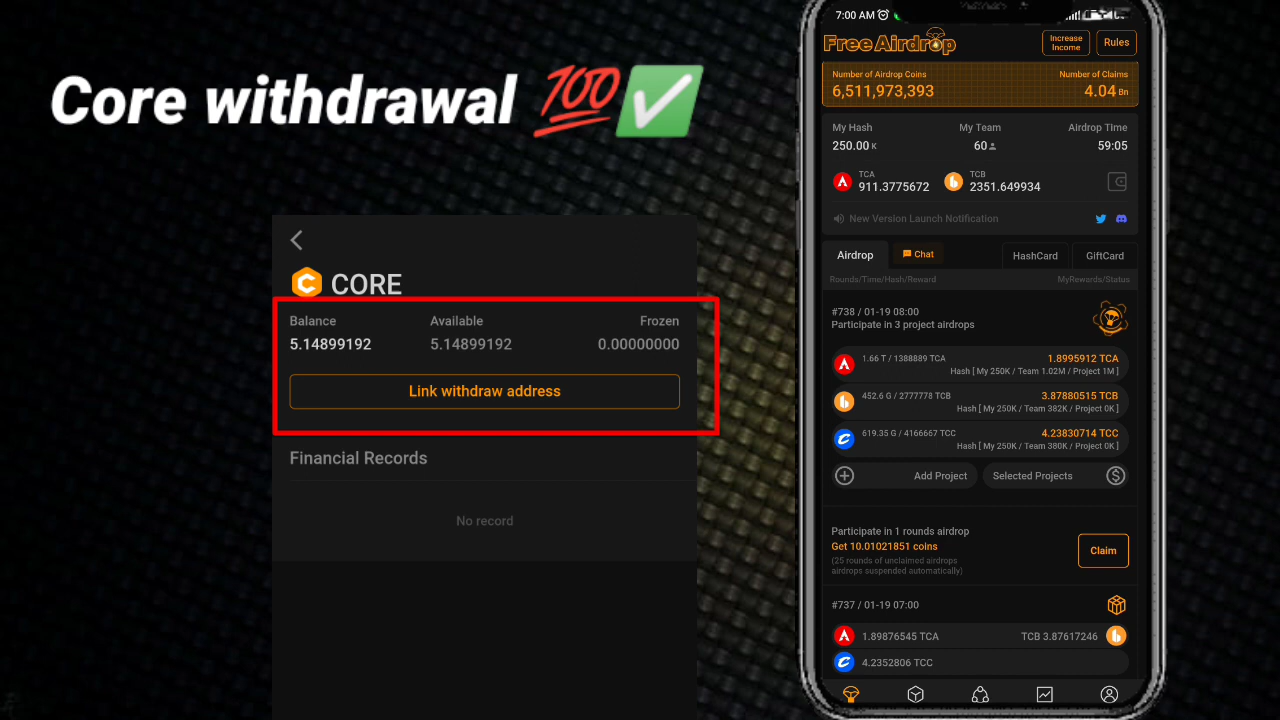 Core withdrawal 💯✅
CORE
Balance Available Frozen
5.14899192 5.14899192 0.00000000
Link withdraw address
Financial Records
No record
7:00 AM
Free Airdrop
Increase
Income
Rules
Number of Airdrop Coins Number of Claims
6,511,973,393 4.04 Bn
My Hash My Team Airdrop Time
250.00 K 60 59:05
TCA TCB
911.3775672 2351.649934
New Version Launch Notification
Airdrop Chat HashCard GiftCard
Rounds/Time/Hash/Reward MyRewards/Status
#738 / 01-19 08:00
Participate in 3 project airdrops
1.66 T / 1388889 TCA 1.8995912 TCA
Hash [ My 250K / Team 1.02M / Project 1M ]
452.6 G / 2777778 TCB 3.87880515 TCB
Hash [ My 250K / Team 382K / Project 0K ]
619.35 G / 4166667 TCC 4.23830714 TCC
Hash [ My 250K / Team 380K / Project 0K ]
Add Project Selected Projects
Participate in 1 rounds airdrop
Get 10.01021851 coins
(25 rounds of unclaimed airdrops
airdrops suspended automatically)
Claim
#737 / 01-19 07:00
1.89876545 TCA TCB 3.87617246
4.2352806 TCC